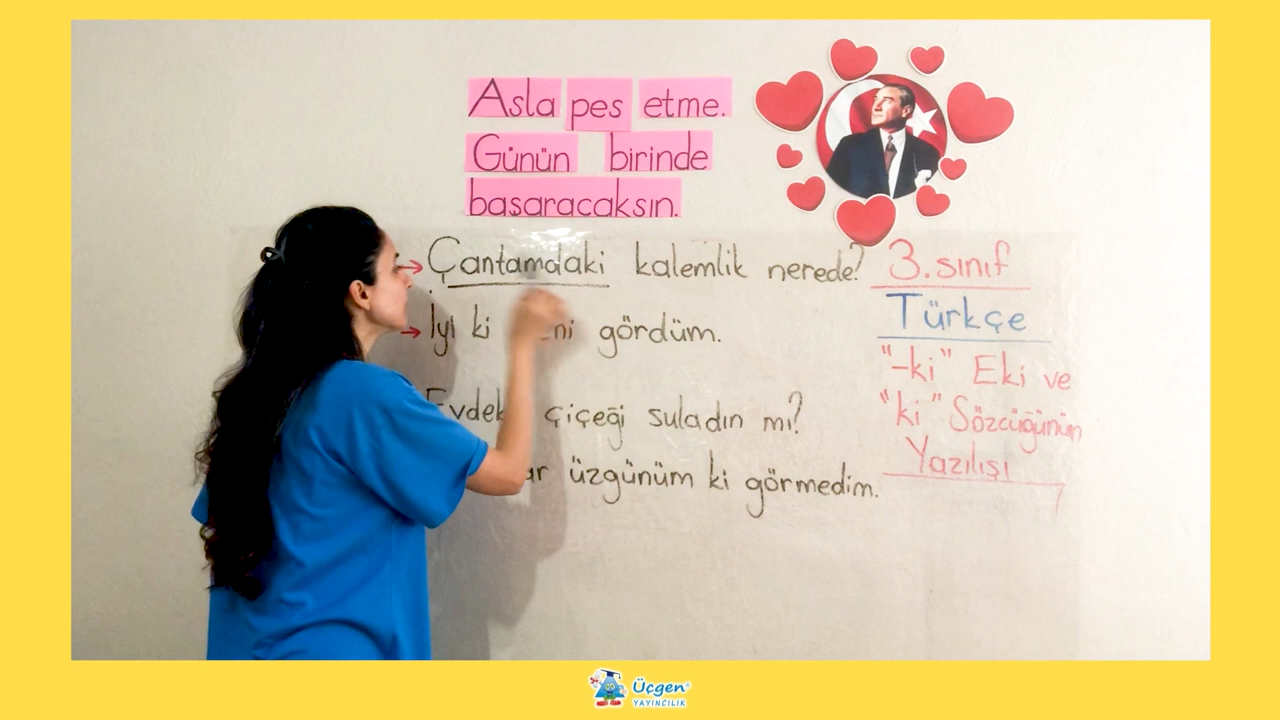 Asla pes etme.
Günün birinde
başaracaksın.
→ Çantamdaki kalemlik nerede?
→ İyi ki gördüm.
çiçeği suladın mı?
üzgünüm ki görmedim.
3. sınıf
Türkçe
"-ki" Eki ve
"ki" Sözcüğünün
Yazılışı
Üçgen
YAYINCILIK